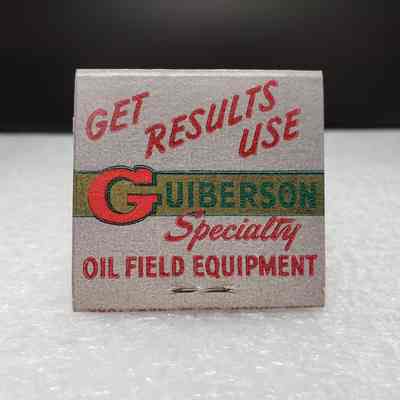 GET
RESULTS
USE
GUIBERSON
Specialty
OIL FIELD EQUIPMENT